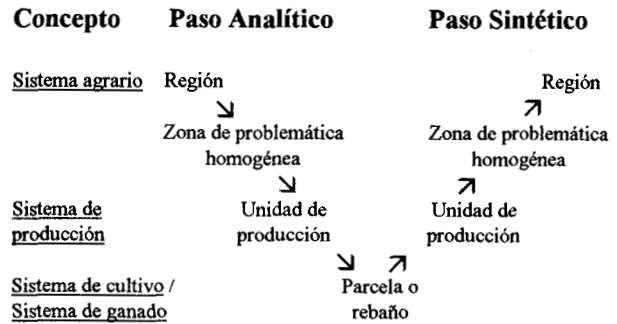 Concepto Paso Analítico Paso Sintético
Sistema agrario Región Región
Zona de problemática Zona de problemática
homogénea homogénea
Sistema de Unidad de Unidad de
producción producción producción
Sistema de cultivo / Parcela o
Sistema de ganado rebaño